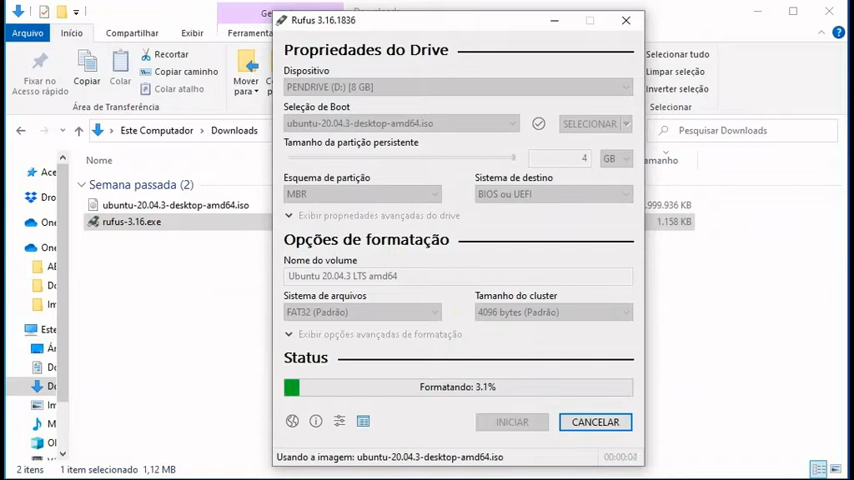 Rufus 3.16.1836
Arquivo
Início
Compartilhar
Exibir
Ferramenta
Fixar no
Acesso rápido
Copiar
Colar
Recortar
Copiar caminho
Colar atalho
Mover
para
Área de Transferência
Selecionar tudo
Limpar seleção
Inverter seleção
Selecionar
Este Computador
Downloads
Pesquisar Downloads
Nome
Semana passada (2)
ubuntu-20.04.3-desktop-amd64.iso
.999.936 KB
rufus-3.16.exe
1.158 KB
Propriedades do Drive
Dispositivo
PENDRIVE (D:) [8 GB]
Seleção de Boot
ubuntu-20.04.3-desktop-amd64.iso
SELECIONAR
Tamanho da partição persistente
4
GB
Esquema de partição
Sistema de destino
MBR
BIOS ou UEFI
Exibir propriedades avançadas do drive
Opções de formatação
Nome do volume
Ubuntu 20.04.3 LTS amd64
Sistema de arquivos
Tamanho do cluster
FAT32 (Padrão)
4096 bytes (Padrão)
Exibir opções avançadas de formatação
Status
Formatando: 3.1%
INICIAR
CANCELAR
Usando a imagem: ubuntu-20.04.3-desktop-amd64.iso
2 itens
1 item selecionado
1,12 MB